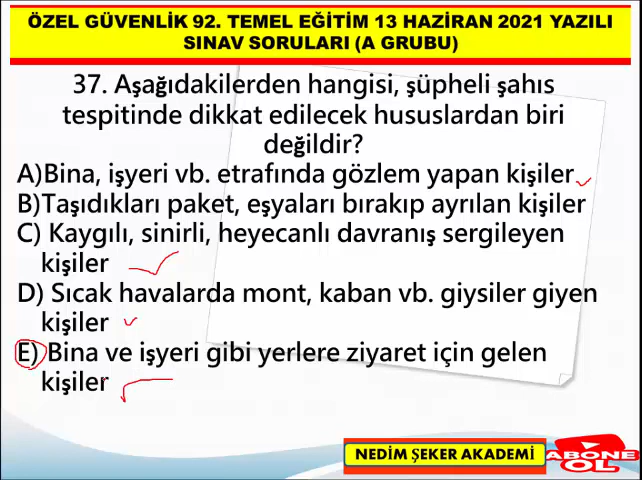 ÖZEL GÜVENLİK 92. TEMEL EĞİTİM 13 HAZİRAN 2021 YAZILI
SINAV SORULARI (A GRUBU)
37. Aşağıdakilerden hangisi, şüpheli şahıs
tespitinde dikkat edilecek hususlardan biri
değildir?
A)Bina, işyeri vb. etrafında gözlem yapan kişiler
B)Taşıdıkları paket, eşyaları bırakıp ayrılan kişiler
C) Kaygılı, sinirli, heyecanlı davranış sergileyen
kişiler
D) Sıcak havalarda mont, kaban vb. giysiler giyen
kişiler
E) Bina ve işyeri gibi yerlere ziyaret için gelen
kişiler
NEDİM ŞEKER AKADEMİ
ABONE
OL